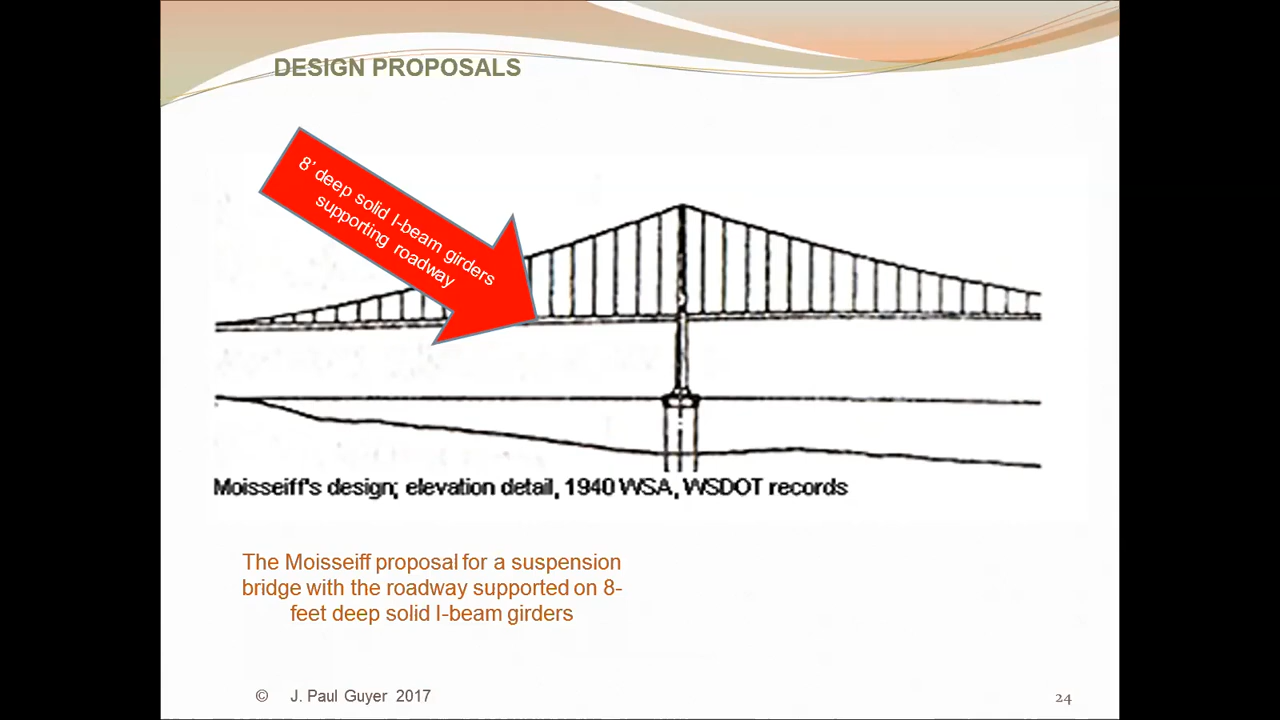 DESIGN PROPOSALS
8' deep solid I-beam girders
supporting roadway
Moisseiff's design; elevation detail, 1940 WSA, WSDOT records
The Moisseiff proposal for a suspension
bridge with the roadway supported on 8-
feet deep solid I-beam girders
© J. Paul Guyer 2017
24